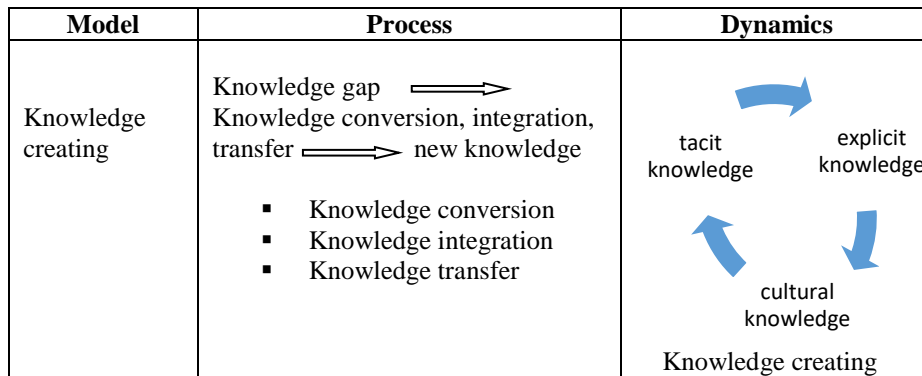 Model
Process
Dynamics
Knowledge
creating
Knowledge gap
Knowledge conversion, integration,
transfer new knowledge
▪ Knowledge conversion
▪ Knowledge integration
▪ Knowledge transfer
tacit
knowledge
explicit
knowledge
cultural
knowledge
Knowledge creating